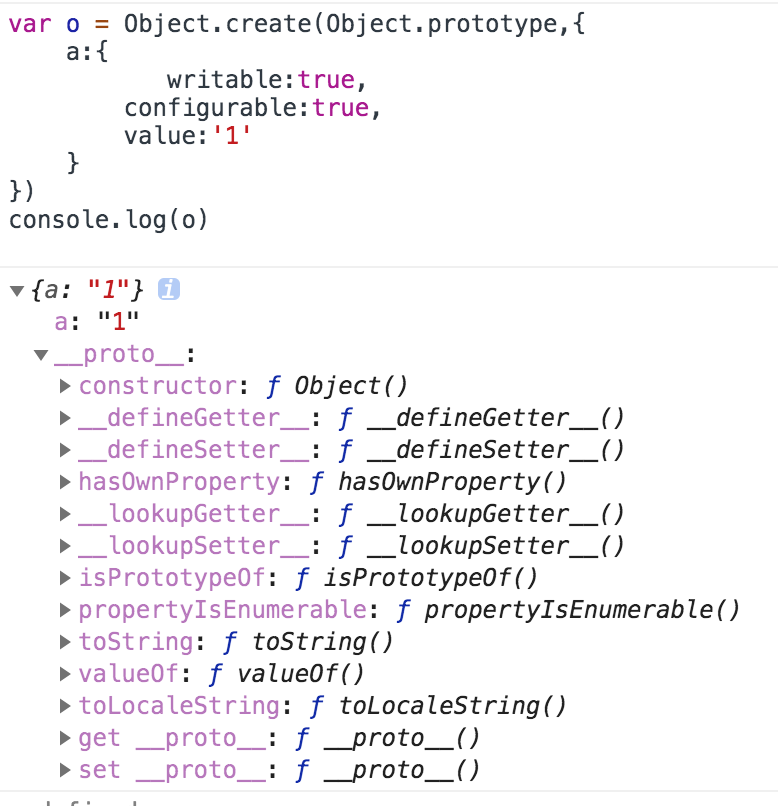 var o = Object.create(Object.prototype,{
a:{
writable:true,
configurable:true,
value:'1'
}
})
console.log(o)
{a: "1"} i
a: "1"
__proto__:
constructor: ƒ Object()
__defineGetter__: ƒ __defineGetter__()
__defineSetter__: ƒ __defineSetter__()
hasOwnProperty: ƒ hasOwnProperty()
__lookupGetter__: ƒ __lookupGetter__()
__lookupSetter__: ƒ __lookupSetter__()
isPrototypeOf: ƒ isPrototypeOf()
propertyIsEnumerable: ƒ propertyIsEnumerable()
toString: ƒ toString()
valueOf: ƒ valueOf()
toLocaleString: ƒ toLocaleString()
get __proto__: ƒ __proto__()
set __proto__: ƒ __proto__()